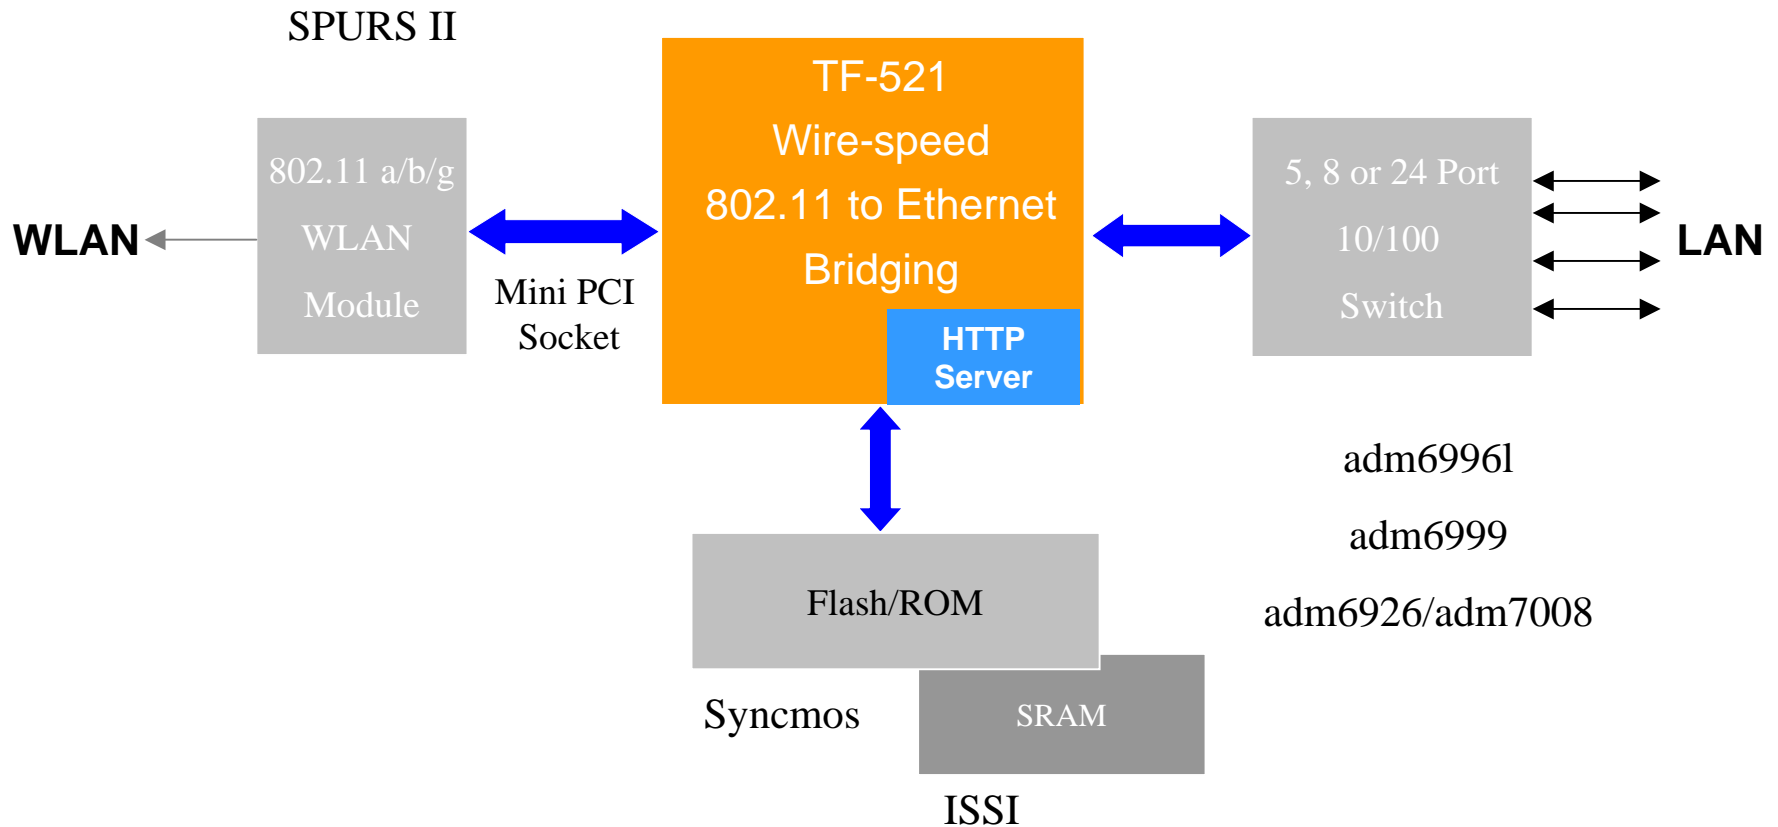 SPURS II
TF-521
Wire-speed
802.11 to Ethernet
Bridging
HTTP
Server
802.11 a/b/g
WLAN
Module
WLAN
Mini PCI
Socket
5, 8 or 24 Port
10/100
Switch
LAN
adm6996l
adm6999
adm6926/adm7008
Flash/ROM
Syncmos
SRAM
ISSI